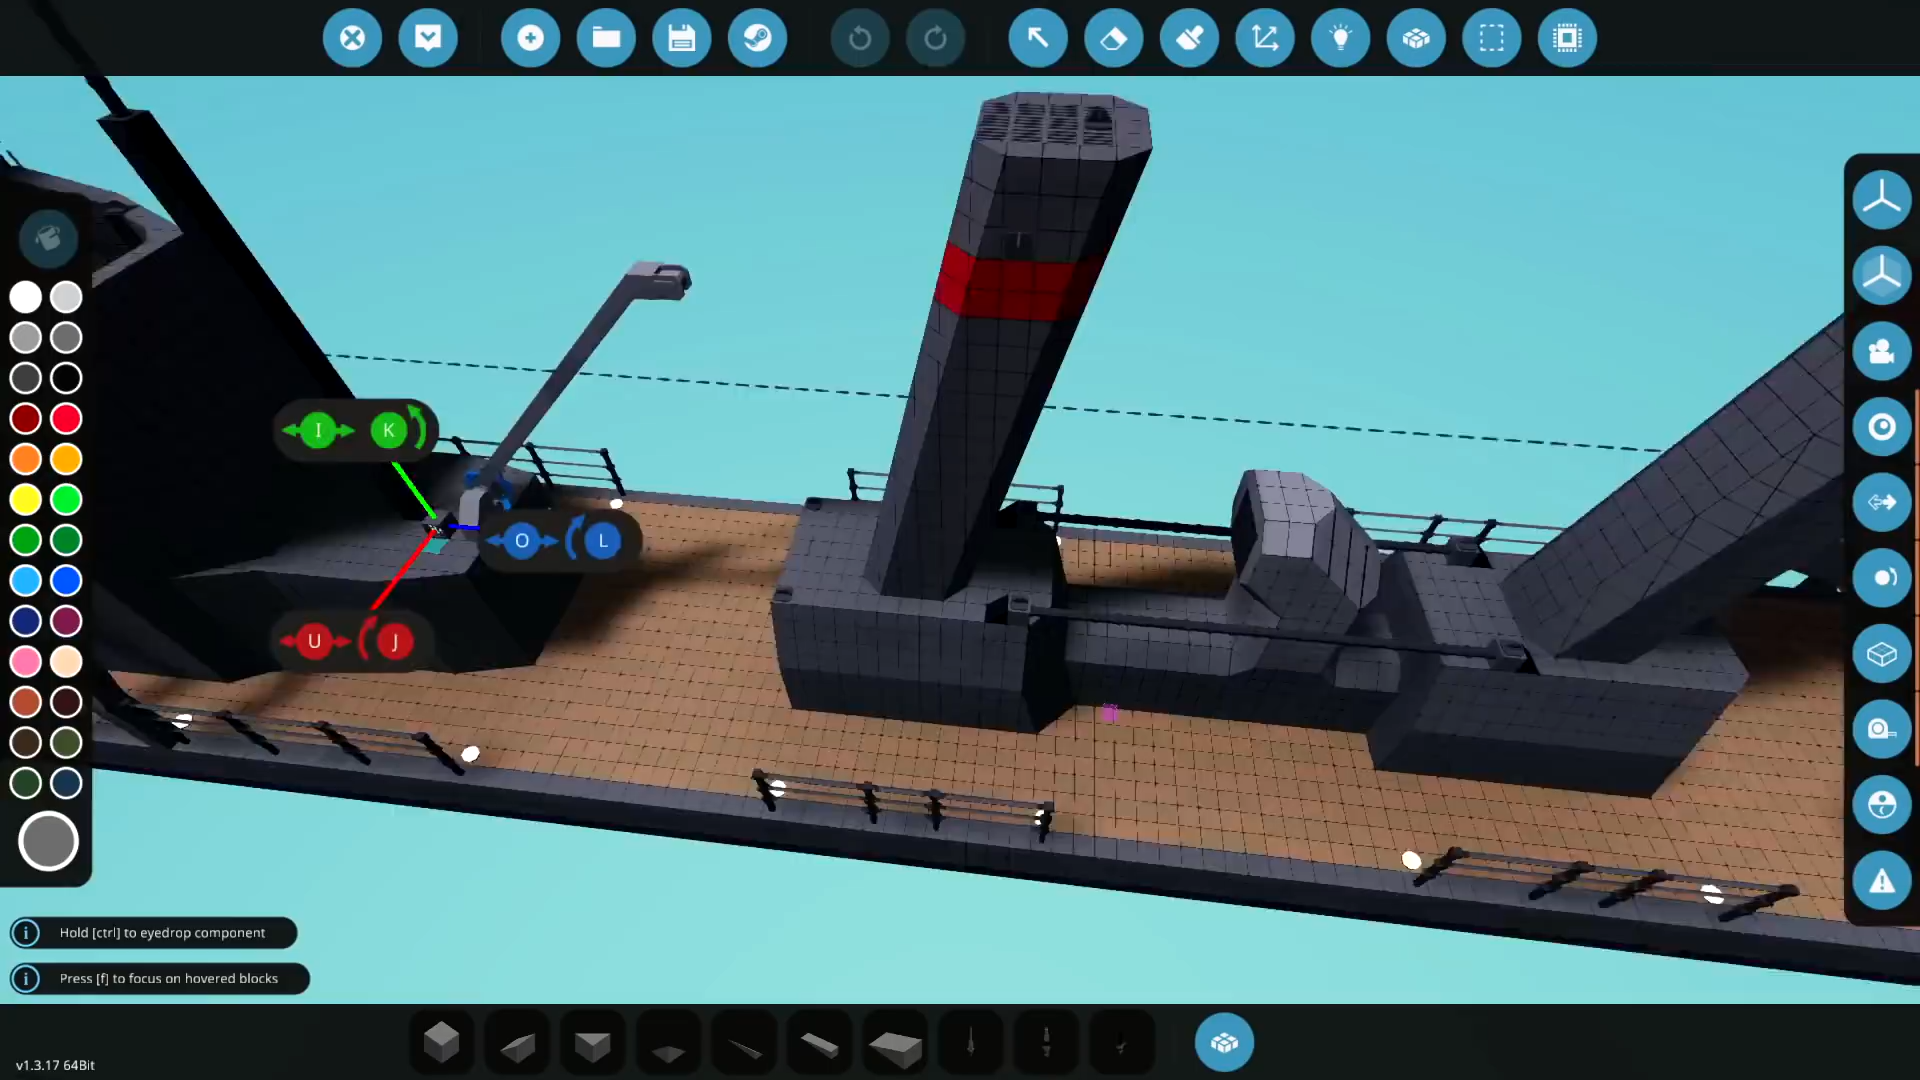 I K
O L
U J
i Hold [ctrl] to eyedrop component
i Press [f] to focus on hovered blocks
v1.3.17 64Bit